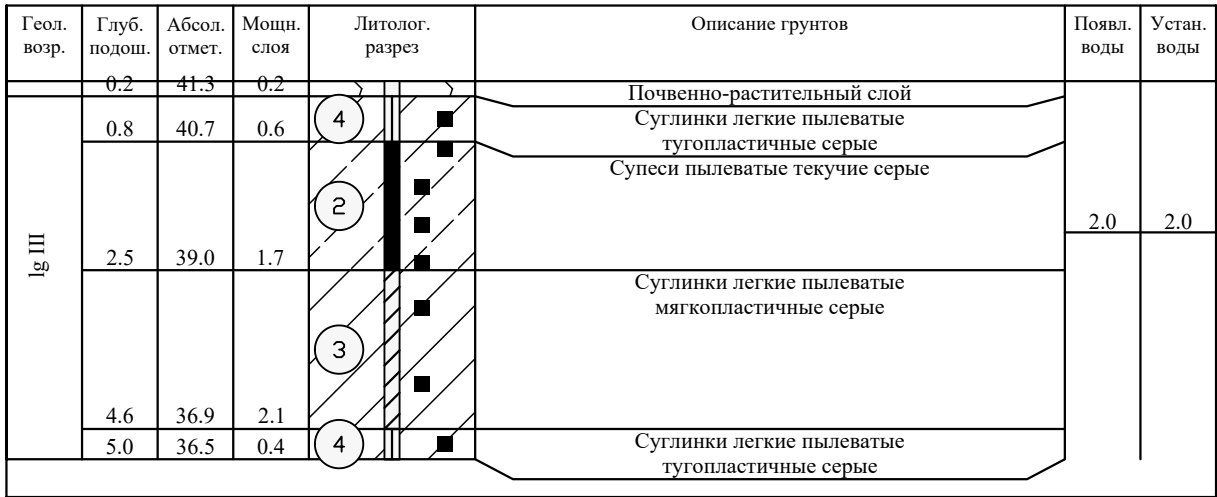 Геол. возр.
Глуб. подош.
Абсол. отмет.
Мощн. слоя
Литолог. разрез
Описание грунтов
Появл. воды
Устан. воды
0.2 41.3 0.2
Почвенно-растительный слой
4
0.8 40.7 0.6
Суглинки легкие пылеватые
тугопластичные серые
Супеси пылеватые текучие серые
2
2.0 2.0
lg III
2.5 39.0 1.7
Суглинки легкие пылеватые
мягкопластичные серые
3
4.6 36.9 2.1
5.0 36.5 0.4
4
Суглинки легкие пылеватые
тугопластичные серые